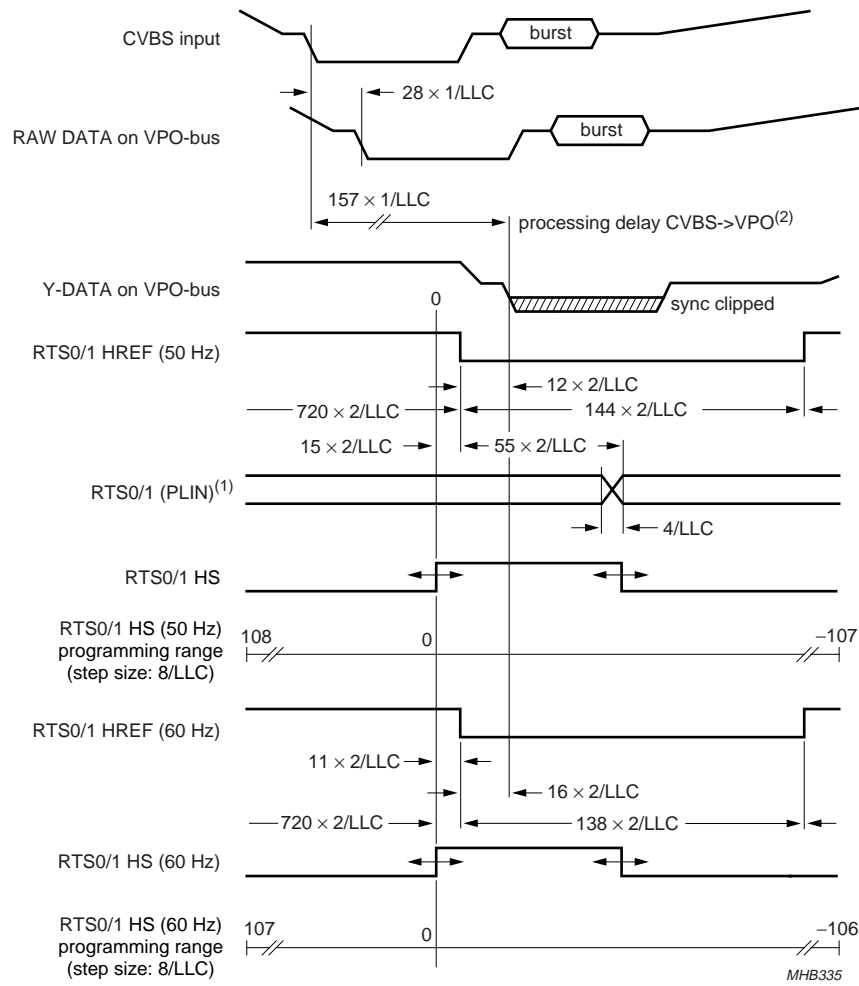 CVBS input
burst
28 × 1/LLC
RAW DATA on VPO-bus
burst
157 × 1/LLC
processing delay CVBS->VPO(2)
Y-DATA on VPO-bus
0
sync clipped
RTS0/1 HREF (50 Hz)
12 × 2/LLC
720 × 2/LLC
144 × 2/LLC
15 × 2/LLC
55 × 2/LLC
RTS0/1 (PLIN)(1)
4/LLC
RTS0/1 HS
RTS0/1 HS (50 Hz)
programming range
(step size: 8/LLC)
108
0
−107
RTS0/1 HREF (60 Hz)
11 × 2/LLC
16 × 2/LLC
720 × 2/LLC
138 × 2/LLC
RTS0/1 HS (60 Hz)
RTS0/1 HS (60 Hz)
programming range
(step size: 8/LLC)
107
0
−106
MHB335